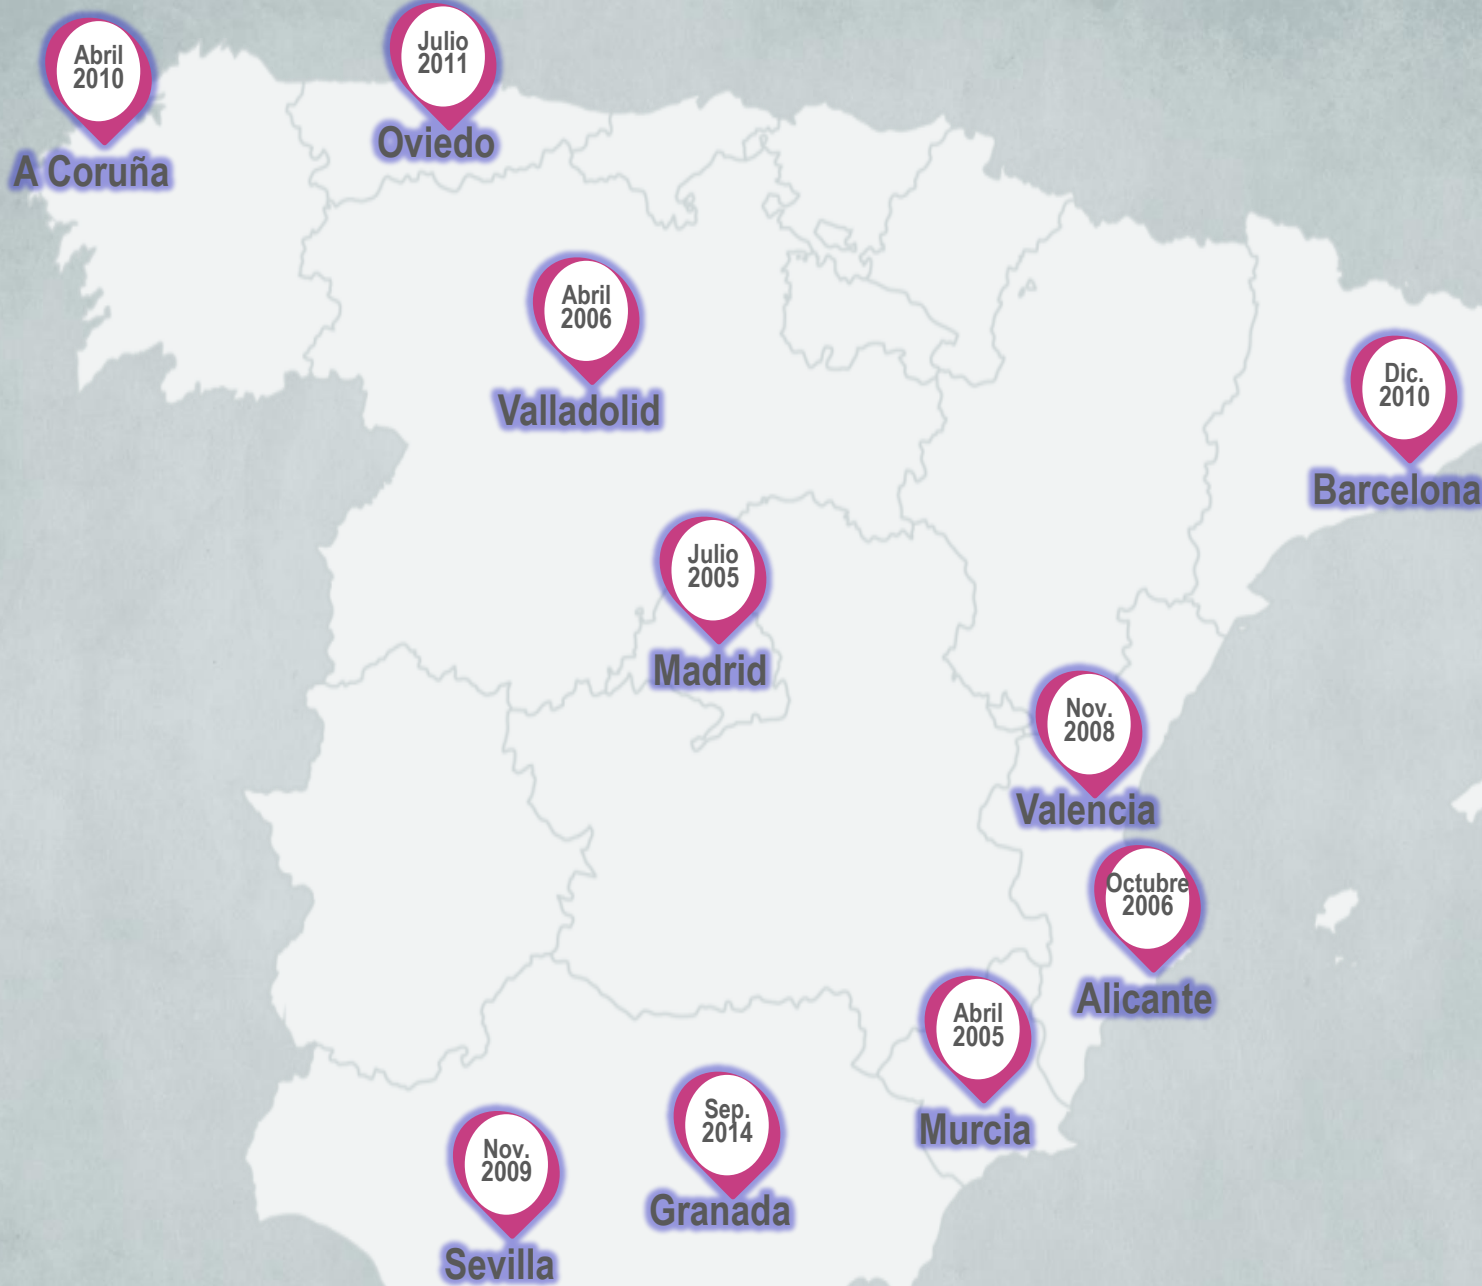 Abril
2010
A Coruña
Julio
2011
Oviedo
Abril
2006
Valladolid
Dic.
2010
Barcelona
Julio
2005
Madrid
Nov.
2008
Valencia
Octubre
2006
Alicante
Abril
2005
Murcia
Sep.
2014
Granada
Nov.
2009
Sevilla